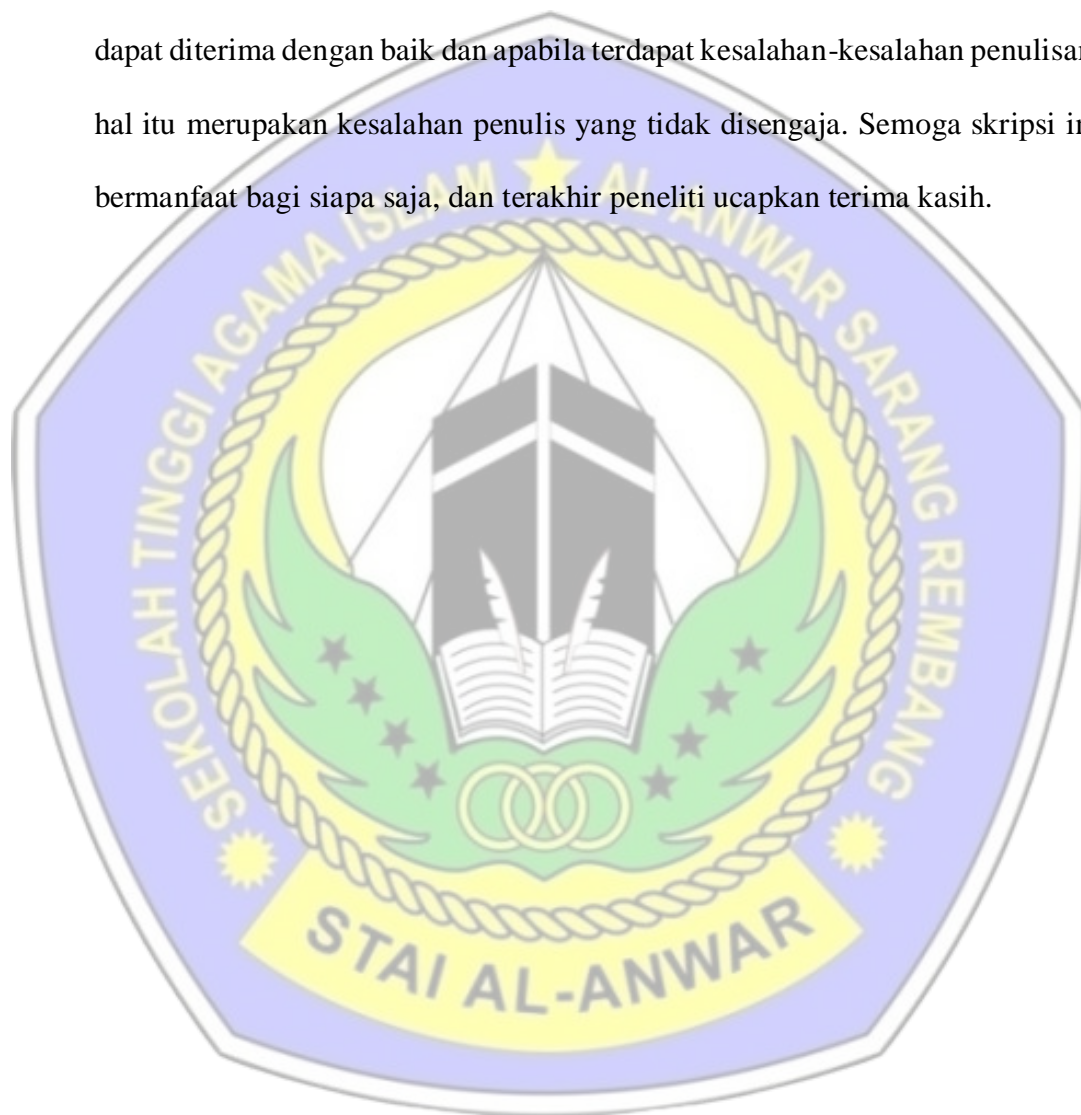 dapat diterima dengan baik dan apabila terdapat kesalahan-kesalahan penulisan
hal itu merupakan kesalahan penulis yang tidak disengaja. Semoga skripsi
bermanfaat bagi siapa saja, dan terakhir peneliti ucapkan terima kasih.
SEKOLAH TINGGI AGAMA ISLAM ★ AL-ANWAR SARANG REMBANG
STAI AL-ANWAR